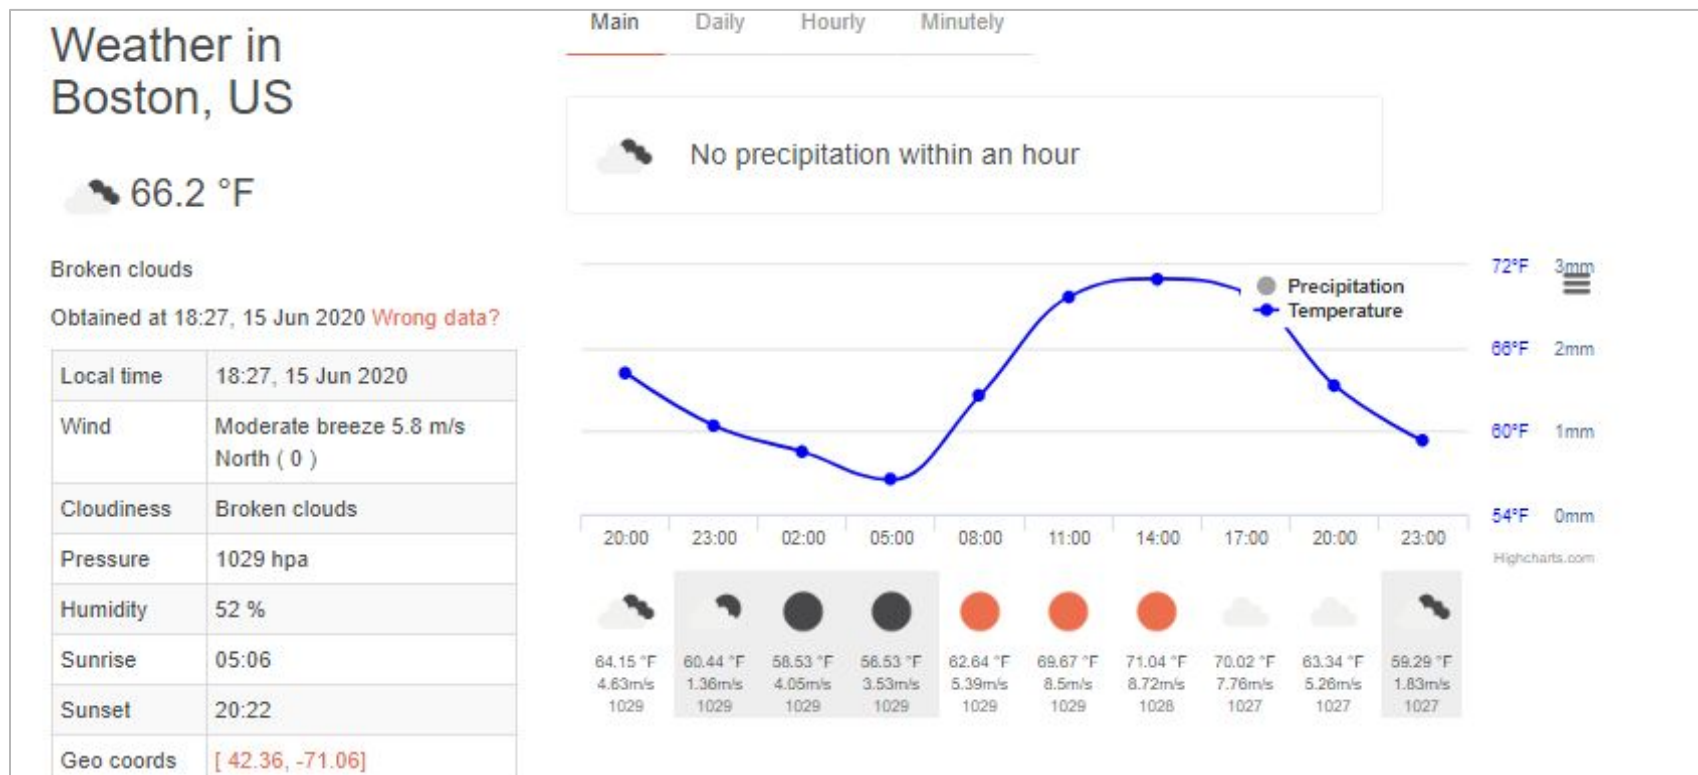 Weather in
Boston, US
66.2 °F
Broken clouds
Obtained at 18:27, 15 Jun 2020 Wrong data?
Local time 18:27, 15 Jun 2020
Wind Moderate breeze 5.8 m/s
North ( 0 )
Cloudiness Broken clouds
Pressure 1029 hpa
Humidity 52 %
Sunrise 05:06
Sunset 20:22
Geo coords [ 42.36, -71.06]
Main Daily Hourly Minutely
No precipitation within an hour
Precipitation
Temperature
72°F 3mm
66°F 2mm
60°F 1mm
54°F 0mm
20:00 23:00 02:00 05:00 08:00 11:00 14:00 17:00 20:00 23:00
Highcharts.com
64.15 °F 60.44 °F 58.53 °F 56.53 °F 62.64 °F 69.67 °F 71.04 °F 70.02 °F 63.34 °F 59.29 °F
4.63m/s 1.36m/s 4.05m/s 3.53m/s 5.39m/s 8.5m/s 8.72m/s 7.76m/s 5.26m/s 1.83m/s
1029 1029 1029 1029 1029 1029 1028 1027 1027 1027